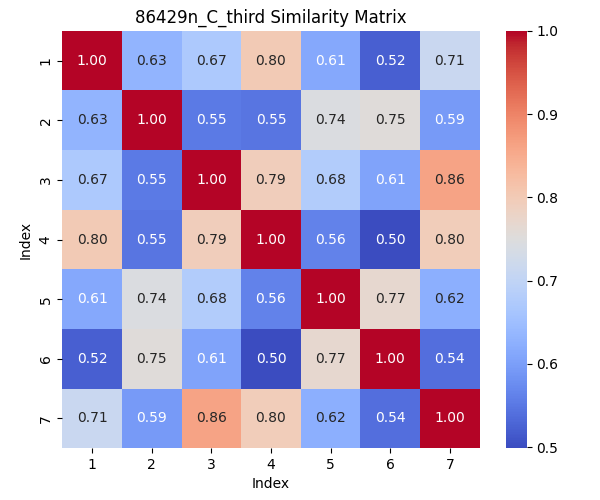 86429n_C_third Similarity Matrix
1 1.00 0.63 0.67 0.80 0.61 0.52 0.71
2 0.63 1.00 0.55 0.55 0.74 0.75 0.59
3 0.67 0.55 1.00 0.79 0.68 0.61 0.86
4 0.80 0.55 0.79 1.00 0.56 0.50 0.80
5 0.61 0.74 0.68 0.56 1.00 0.77 0.62
6 0.52 0.75 0.61 0.50 0.77 1.00 0.54
7 0.71 0.59 0.86 0.80 0.62 0.54 1.00
1 2 3 4 5 6 7
Index
Index
1.0
0.9
0.8
0.7
0.6
0.5